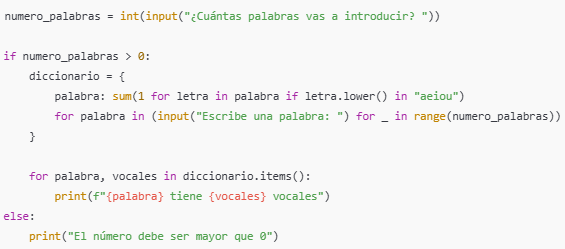 numero_palabras = int(input("¿Cuántas palabras vas a introducir? "))
if numero_palabras > 0:
    diccionario = {
        palabra: sum(1 for letra in palabra if letra.lower() in "aeiou")
        for palabra in (input("Escribe una palabra: ") for _ in range(numero_palabras))
    }
    for palabra, vocales in diccionario.items():
        print(f"{palabra} tiene {vocales} vocales")
else:
    print("El número debe ser mayor que 0")